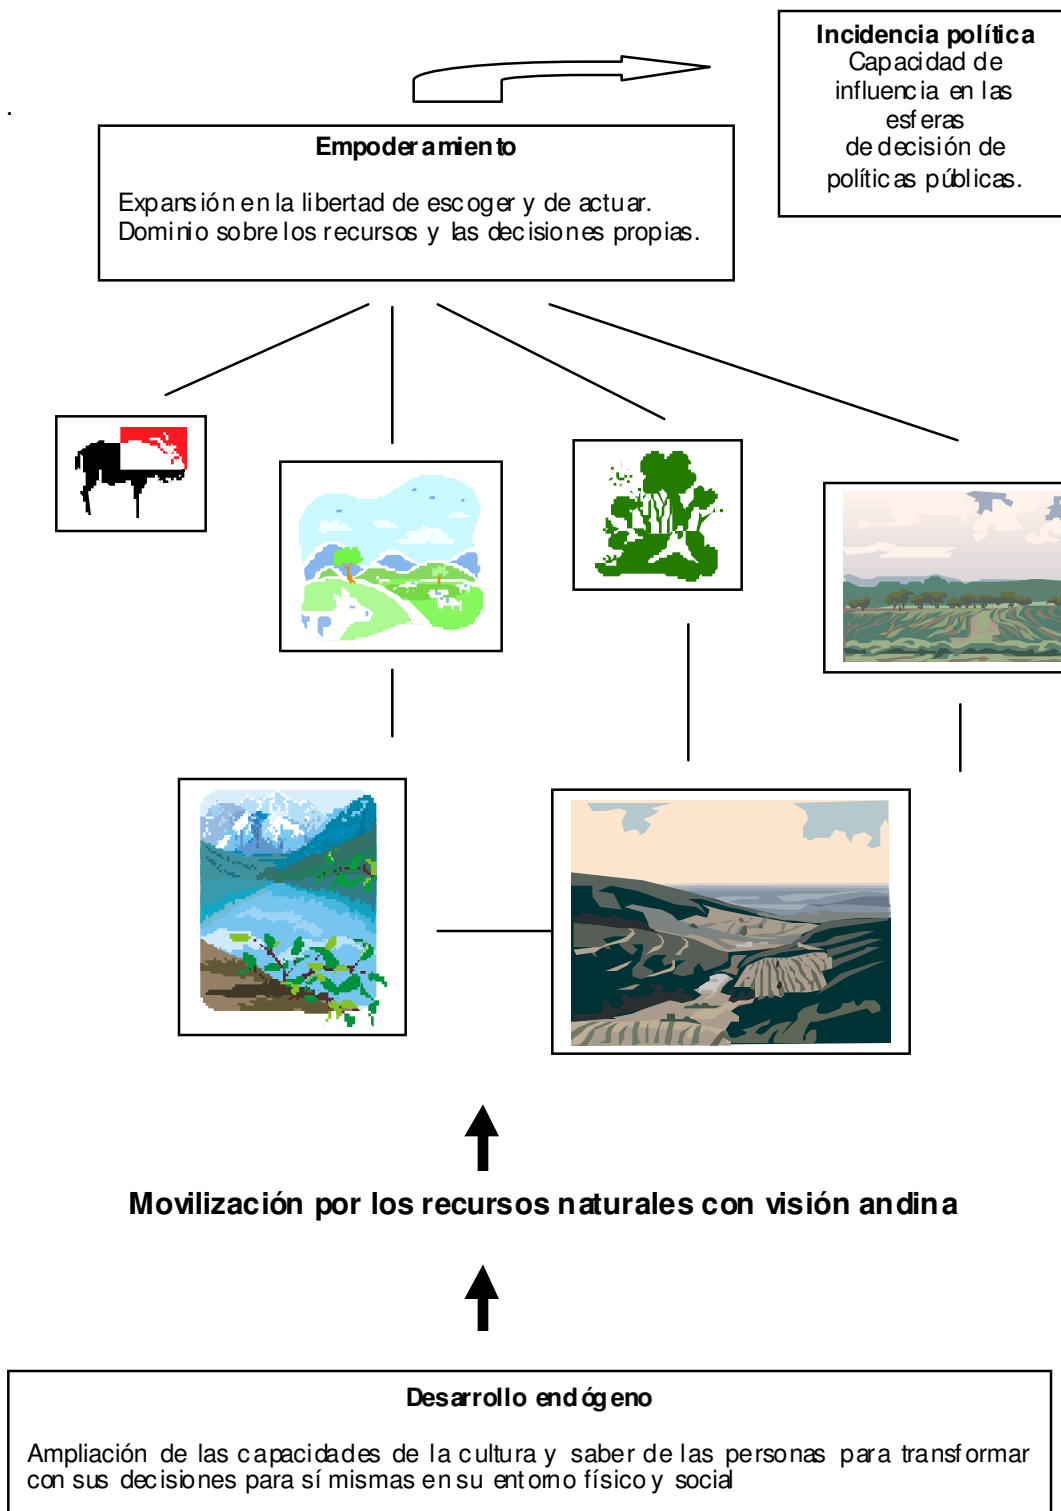 Incidencia política
Capacidad de
influencia en las
esferas
de decisión de
políticas públicas.
.
Empoderamiento
Expansión en la libertad de escoger y de actuar.
Dominio sobre los recursos y las decisiones propias.
Movilización por los recursos naturales con visión andina
Desarrollo endógeno
Ampliación de las capacidades de la cultura y saber de las personas para transformar
con sus decisiones para sí mismas en su entorno físico y social